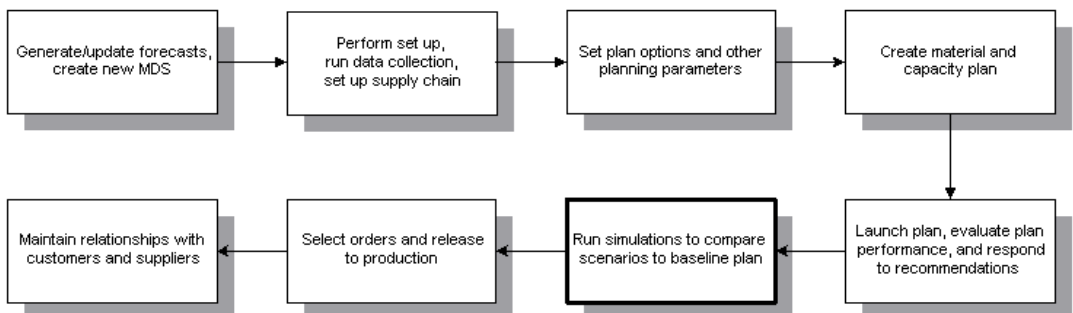 Generate/update forecasts,
create new MDS
Perform set up,
run data collection,
set up supply chain
Set plan options and other
planning parameters
Create material and
capacity plan
Launch plan, evaluate plan
performance, and respond
to recommendations
Run simulations to compare
scenarios to baseline plan
Select orders and release
to production
Maintain relationships with
customers and suppliers